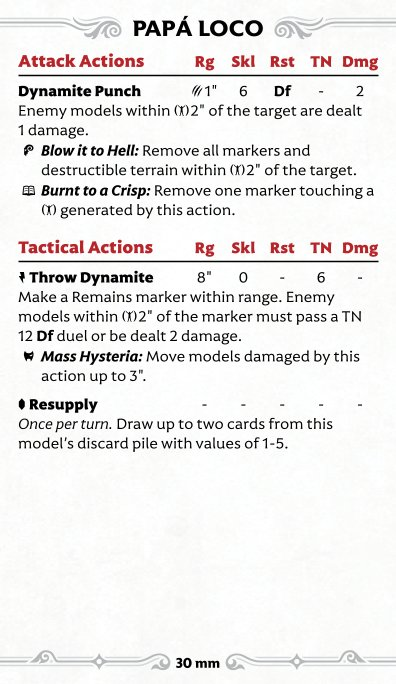 PAPÁ LOCO
Attack Actions Rg Skl Rst TN Dmg
Dynamite Punch 1" 6 Df - 2
Enemy models within 2" of the target are dealt
1 damage.
Blow it to Hell: Remove all markers and
destructible terrain within 2" of the target.
Burnt to a Crisp: Remove one marker touching a
generated by this action.
Tactical Actions Rg Skl Rst TN Dmg
Throw Dynamite 8" 0 - 6 -
Make a Remains marker within range. Enemy
models within 2" of the marker must pass a TN
12 Df duel or be dealt 2 damage.
Mass Hysteria: Move models damaged by this
action up to 3".
Resupply - - - - -
Once per turn. Draw up to two cards from this
model's discard pile with values of 1-5.
30 mm